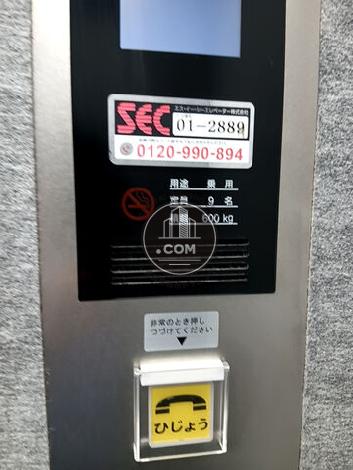 エス・イー・シーエレベーター株式会社
SEC 01-2889
0120-990-894
用途 乗用
定員 9名
積載 600kg
.COM
非常のとき押し
つづけてください
ひじょう